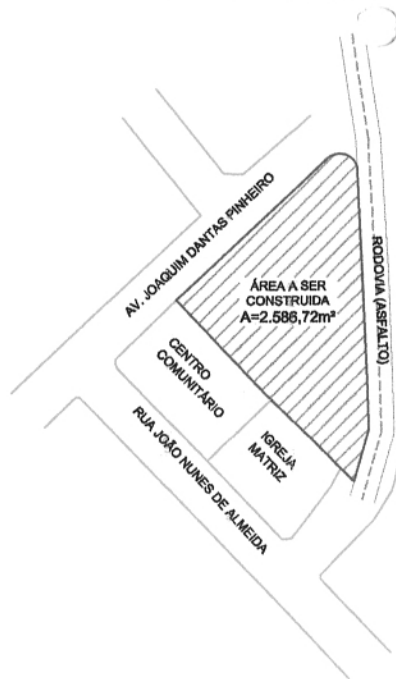 AV. JOAQUIM DANTAS PINHEIRO
RODOVIA (ASFALTO)
ÁREA A SER
CONSTRUIDA
A=2.586,72m²
CENTRO
COMUNITÁRIO
IGREJA
MATRIZ
RUA JOÃO NUNES DE ALMEIDA